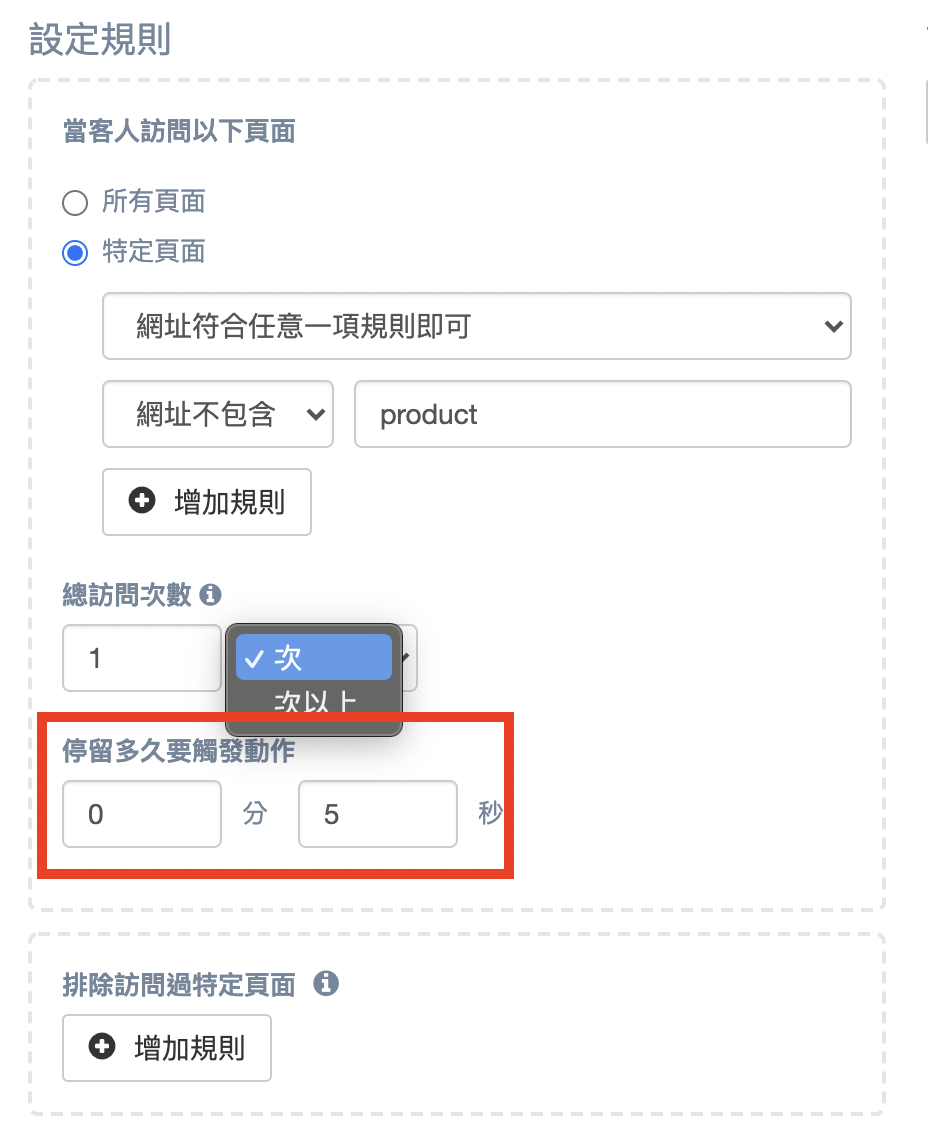 設定規則
當客人訪問以下頁面
所有頁面
特定頁面
網址符合任意一項規則即可
網址不包含 product
增加規則
總訪問次數
1 次
次以上
停留多久要觸發動作
0 分 5 秒
排除訪問過特定頁面
增加規則